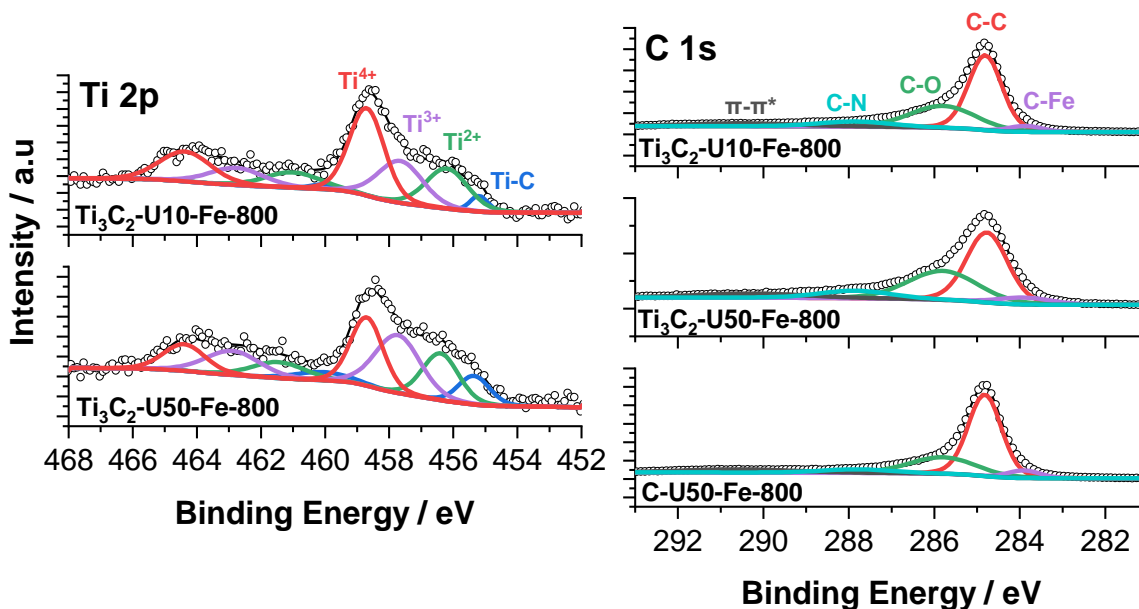 Ti 2p
Ti⁴⁺
Ti³⁺
Ti²⁺
Ti-C
Ti₃C₂-U10-Fe-800
Ti₃C₂-U50-Fe-800
Intensity / a.u
468 466 464 462 460 458 456 454 452
Binding Energy / eV
C 1s
C-C
C-O
C-N
C-Fe
π-π*
Ti₃C₂-U10-Fe-800
Ti₃C₂-U50-Fe-800
C-U50-Fe-800
292 290 288 286 284 282
Binding Energy / eV